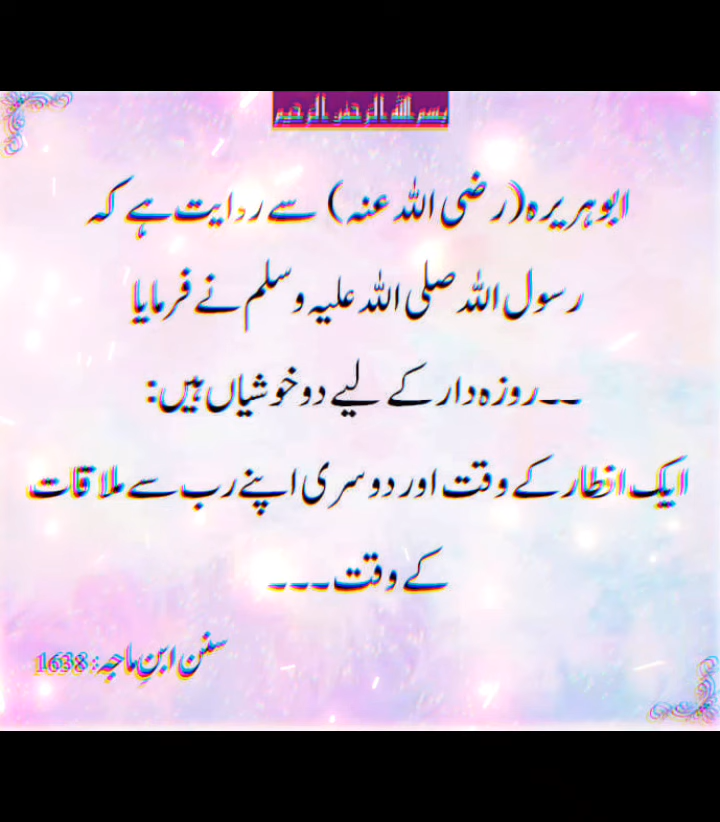 بسم اللہ الرحمن الرحیم
ابوہریرہ(رضی اللہ عنہ) سے روایت ہے کہ
رسول اللہ صلی اللہ علیہ وسلم نے فرمایا
۔۔روزہ دار کے لیے دو خوشیاں ہیں:
ایک افطار کے وقت اور دوسری اپنے رب سے ملاقات
کے وقت۔۔۔
سنن ابنِ ماجہ: 1638